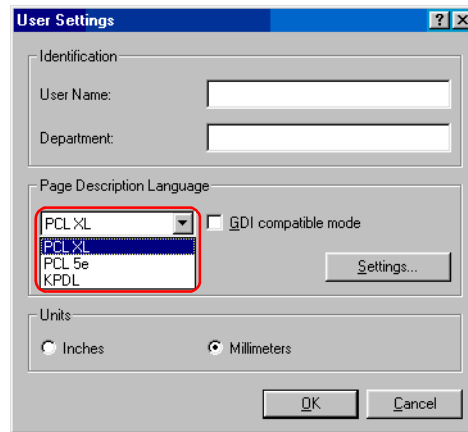 User Settings
Identification
User Name:
Department:
Page Description Language
PCL XL
GDI compatible mode
PCL XL
PCL 5e
KPDL
Settings...
Units
Inches
Millimeters
OK
Cancel